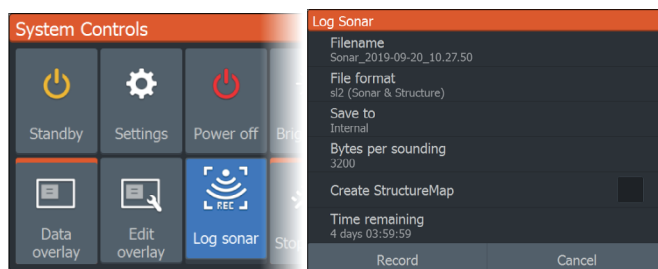 System Controls
Standby
Settings
Power off
Data
overlay
Edit
overlay
REC
Log sonar
Log Sonar
Filename
Sonar_2019-09-20_10.27.50
File format
sl2 (Sonar & Structure)
Save to
Internal
Bytes per sounding
3200
Create StructureMap
Time remaining
4 days 03:59:59
Record
Cancel